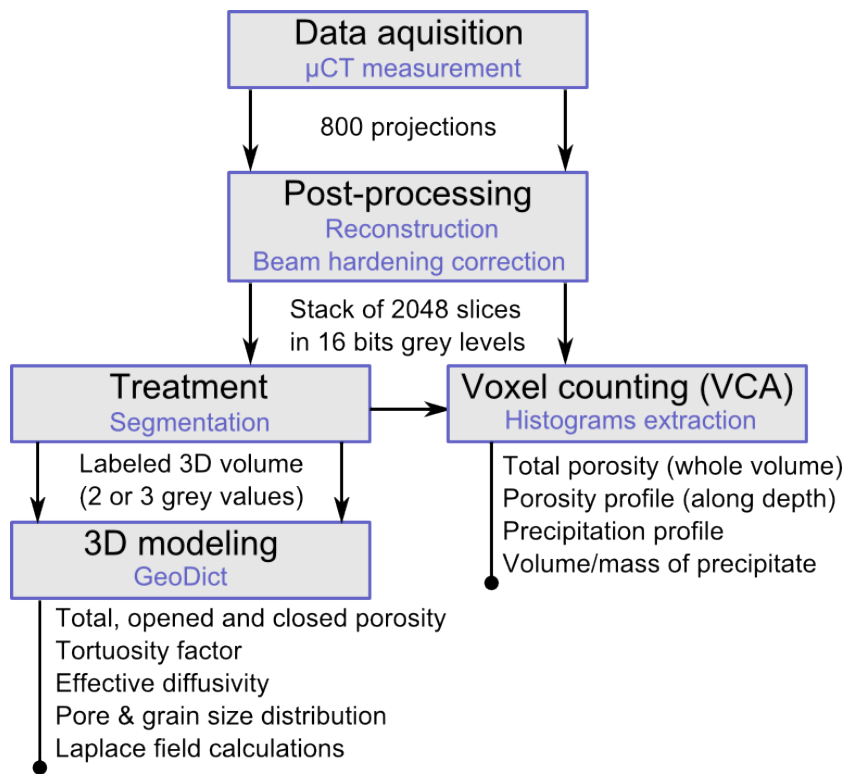 Data aquisition
µCT measurement
800 projections
Post-processing
Reconstruction
Beam hardening correction
Stack of 2048 slices
in 16 bits grey levels
Treatment
Segmentation
Voxel counting (VCA)
Histograms extraction
Labeled 3D volume
(2 or 3 grey values)
Total porosity (whole volume)
Porosity profile (along depth)
Precipitation profile
Volume/mass of precipitate
3D modeling
GeoDict
Total, opened and closed porosity
Tortuosity factor
Effective diffusivity
Pore & grain size distribution
Laplace field calculations